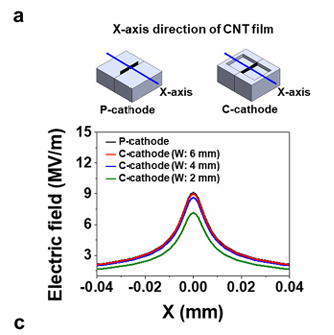 a
X-axis direction of CNT film
X-axis
X-axis
P-cathode
C-cathode
Electric field (MV/m)
15
12
9
6
3
P-cathode
C-cathode (W: 6 mm)
C-cathode (W: 4 mm)
C-cathode (W: 2 mm)
-0.04
-0.02
0.00
0.02
0.04
X (mm)
c